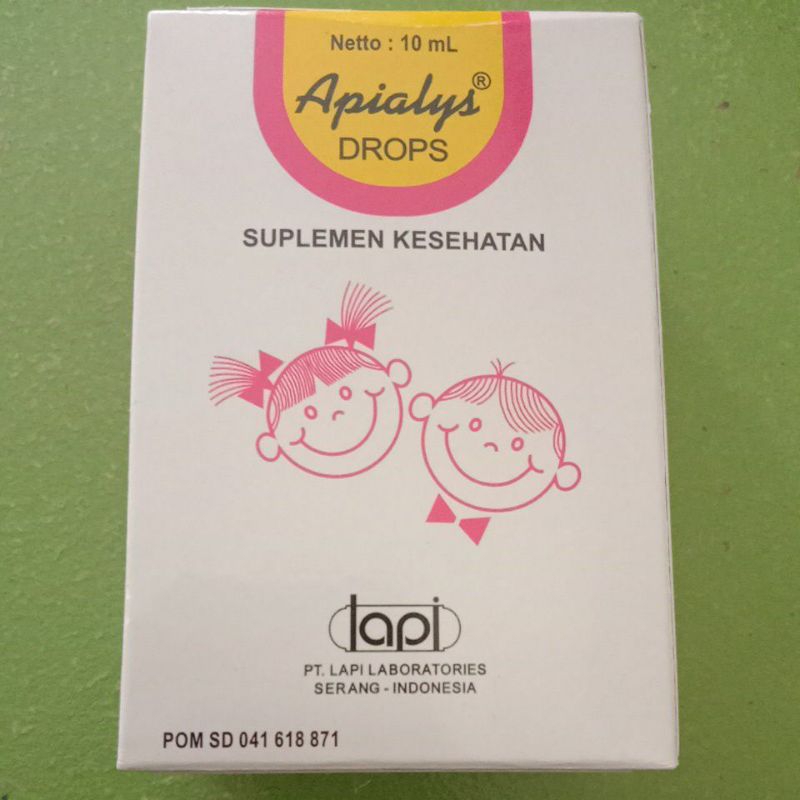 Netto : 10 mL
Apialys®
DROPS
SUPLEMEN KESEHATAN
lapi
PT. LAPI LABORATORIES
SERANG - INDONESIA
POM SD 041 618 871